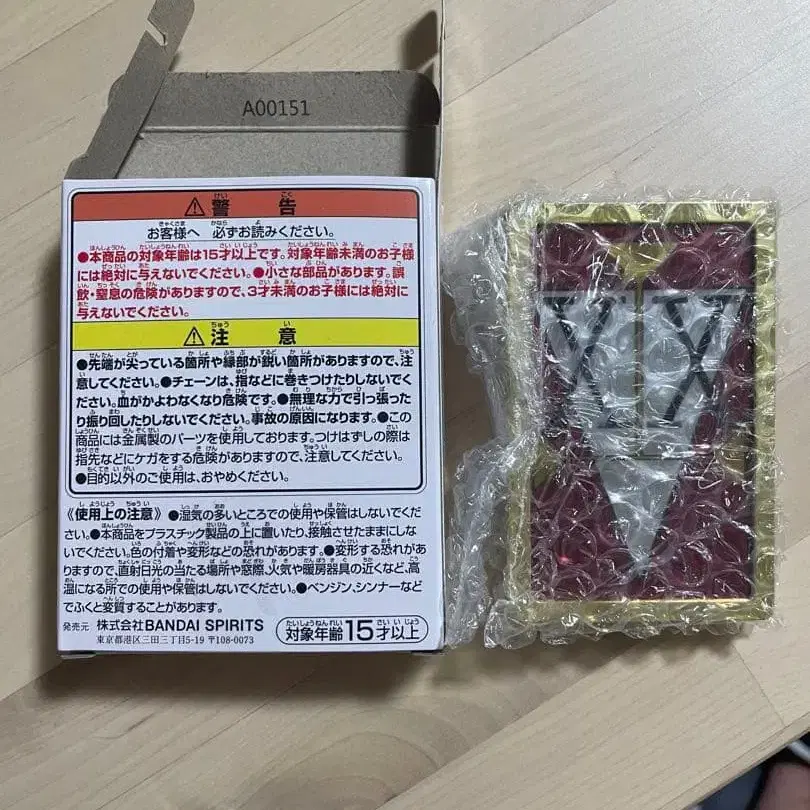 A00151
⚠警告
お客様へ 必ずお読みください。
●本商品の対象年齢は15才以上です。対象年齢未満のお子様
には絶対に与えないでください。●小さな部品があります。誤
飲・窒息の危険がありますので、3才未満のお子様には絶対に
与えないでください。
⚠注意
●先端が尖っている箇所や縁部が鋭い箇所がありますので、注
意してください。●チェーンは、指などに巻きつけたりしないでく
ださい。血がかよわなくなり危険です。●無理な力で引っ張った
り振り回したりしないでください。事故の原因になります。●この
商品には金属製のパーツを使用しております。つけはずしの際は
指先などにケガをする危険がありますので、注意してください。
●目的以外のご使用は、おやめください。
《使用上の注意》●湿気の多いところでの使用や保管はしないでくだ
さい。●本商品をプラスチック製品の上に置いたり、接触させたままにし
ないでください。色の付着や変形などの恐れがあります。●変形する恐れがあ
りますので、直射日光の当たる場所や窓際、火気や暖房器具の近くなど、高
温になる所での使用や保管はしないでください。●ベンジン、シンナーなど
でふくと変質することがあります。
発売元 株式会社BANDAI SPIRITS
東京都港区三田三丁目5-19 〒108-0073
対象年齢15才以上
XX